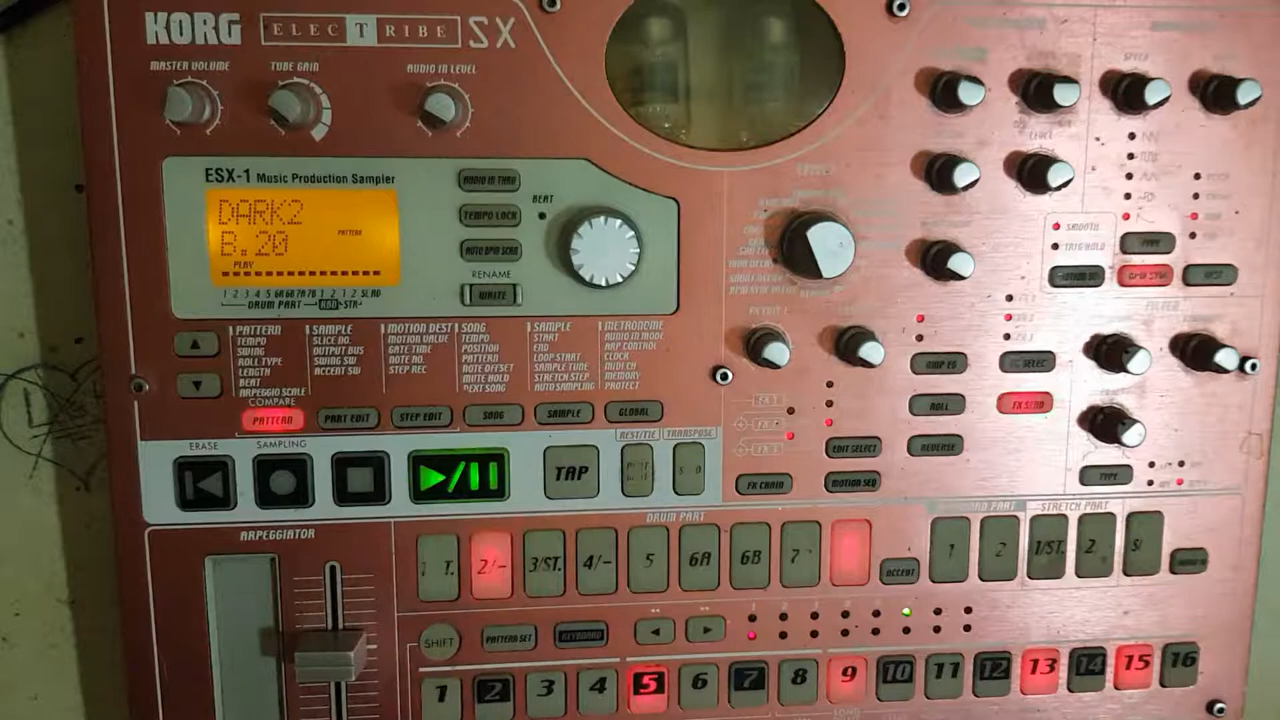 KORG ELECTRIBE SX
MASTER VOLUME
TUBE GAIN
AUDIO IN LEVEL
ESX-1 Music Production Sampler
DARK2
B.20
PATTERN
PLAY
1 2 3 4 5 6A 6B 7A 7B 1 2 1 2 SL AD
DRUM PART
STR
AUDIO IN THRU
TEMPO LOCK
AUTO BPM SCAN
RENAME
WRITE
BEAT
SPEED
LEVEL
SMOOTH
TRIG HOLD
PATTERN
TEMPO
SWING
ROLL TYPE
LENGTH
BEAT
ARPEGGIO SCALE
SAMPLE
SLICE NO.
OUTPUT BUS
SWING SW
ACCENT SW
MOTION DEST
MOTION VALUE
GATE TIME
NOTE NO.
STEP REC
SONG
TEMPO
POSITION
PATTERN
NOTE OFFSET
MUTE HOLD
NEXT SONG
SAMPLE
START
END
LOOP START
SAMPLE TUNE
STRETCH STEP
AUTO SAMPLING
METRONOME
AUDIO IN MODE
ARP CONTROL
CLOCK
MIDI CH
MEMORY
PROTECT
COMPARE
PATTERN
PART EDIT
STEP EDIT
SONG
SAMPLE
GLOBAL
ERASE
SAMPLING
TAP
REST/TIE
TRANSPOSE
FX CHAIN
EDIT SELECT
MOTION SEQ
AMP EG
ROLL
REVERSE
FX SEND
FILTER
TYPE
ARPEGGIATOR
DRUM PART
STRETCH PART
2/-
3/ST.
4/-
5
6A
6B
7
ACCENT
1
2
1/ST.
2
SHIFT
PATTERN SET
KEYBOARD
1
2
3
4
5
6
7
8
9
10
11
12
13
14
15
16